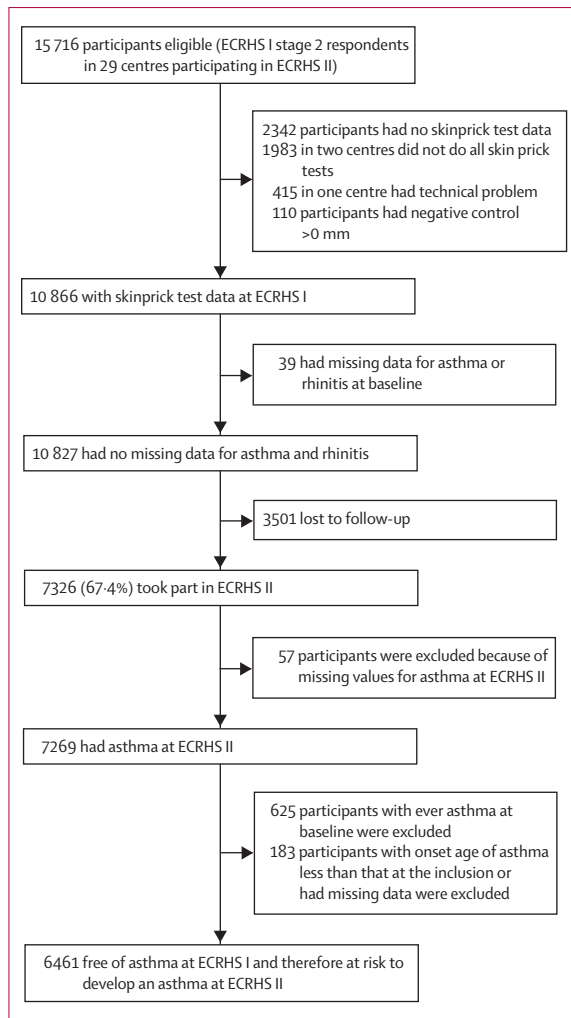 15 716 participants eligible (ECRHS I stage 2 respondents
in 29 centres participating in ECRHS II)
2342 participants had no skinprick test data
1983 in two centres did not do all skin prick
tests
415 in one centre had technical problem
110 participants had negative control
>0 mm
10 866 with skinprick test data at ECRHS I
39 had missing data for asthma or
rhinitis at baseline
10 827 had no missing data for asthma and rhinitis
3501 lost to follow-up
7326 (67·4%) took part in ECRHS II
57 participants were excluded because of
missing values for asthma at ECRHS II
7269 had asthma at ECRHS II
625 participants with ever asthma at
baseline were excluded
183 participants with onset age of asthma
less than that at the inclusion or
had missing data were excluded
6461 free of asthma at ECRHS I and therefore at risk to
develop an asthma at ECRHS II